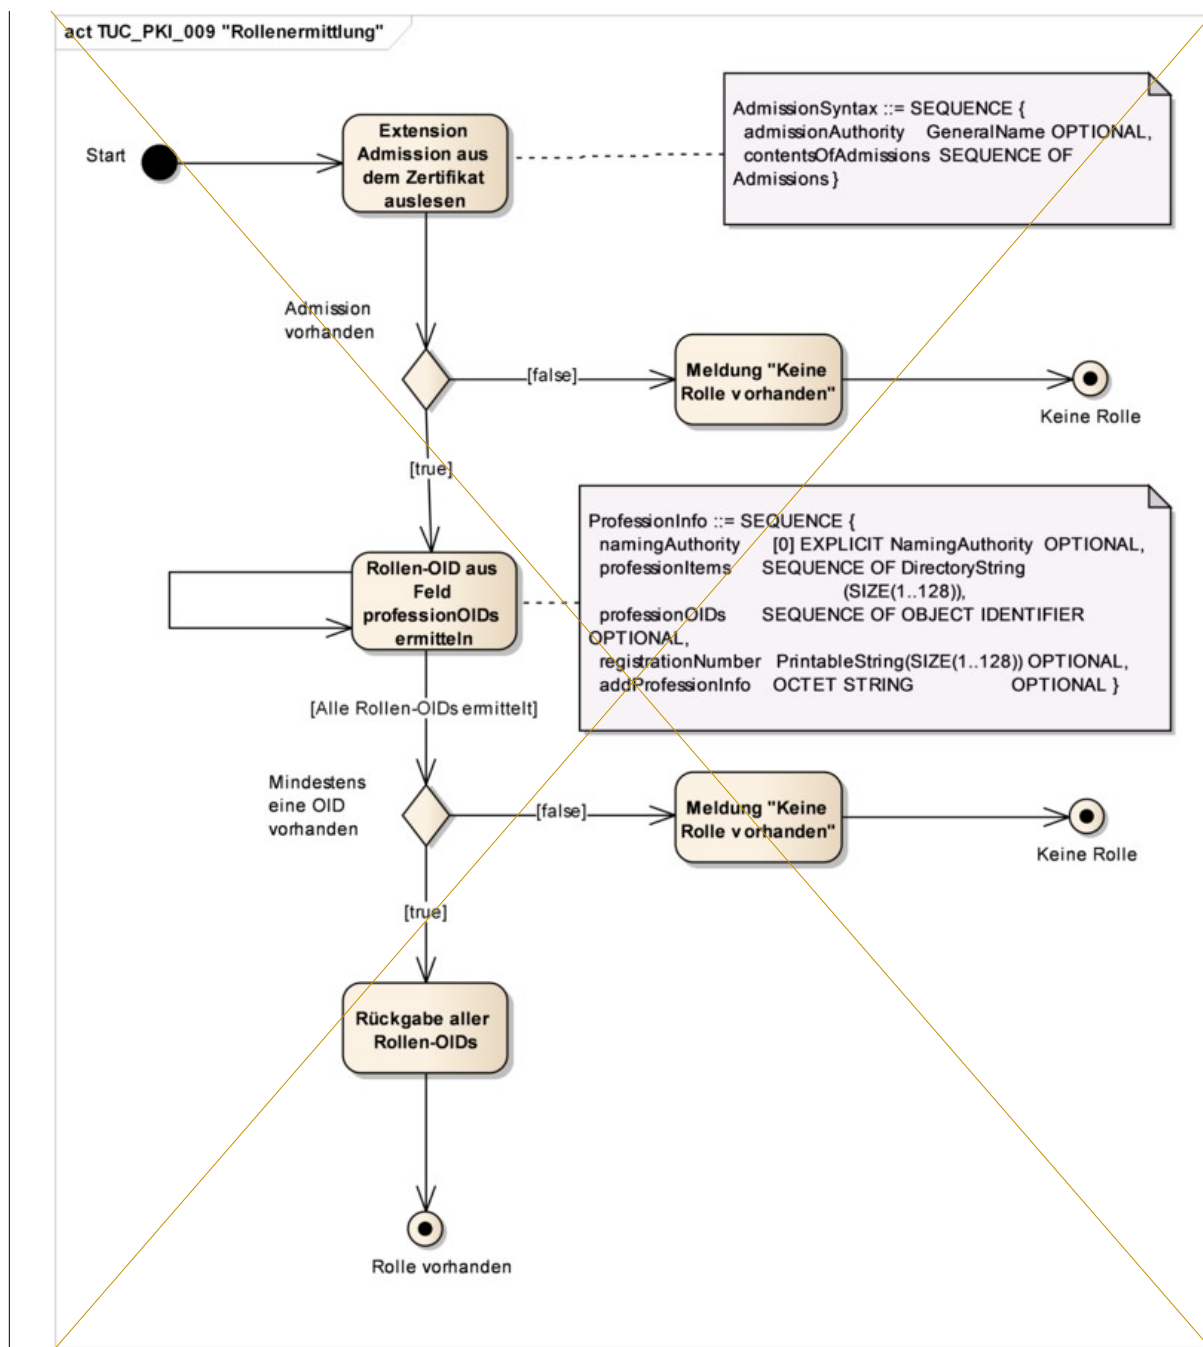 act TUC_PKI_009 "Rollenermittlung"
Start
Extension
Admission aus
dem Zertifikat
auslesen
AdmissionSyntax ::= SEQUENCE {
admissionAuthority GeneralName OPTIONAL,
contentsOfAdmissions SEQUENCE OF
Admissions }
Admission
vorhanden
[false]
Meldung "Keine
Rolle vorhanden"
Keine Rolle
[true]
Rollen-OID aus
Feld
professionOIDs
ermitteln
ProfessionInfo ::= SEQUENCE {
namingAuthority [0] EXPLICIT NamingAuthority OPTIONAL,
professionItems SEQUENCE OF DirectoryString
(SIZE(1..128)),
professionOIDs SEQUENCE OF OBJECT IDENTIFIER
OPTIONAL,
registrationNumber PrintableString(SIZE(1..128)) OPTIONAL,
addProfessionInfo OCTET STRING OPTIONAL }
[Alle Rollen-OIDs ermittelt]
Mindestens
eine OID
vorhanden
[false]
Meldung "Keine
Rolle vorhanden"
Keine Rolle
[true]
Rückgabe aller
Rollen-OIDs
Rolle vorhanden